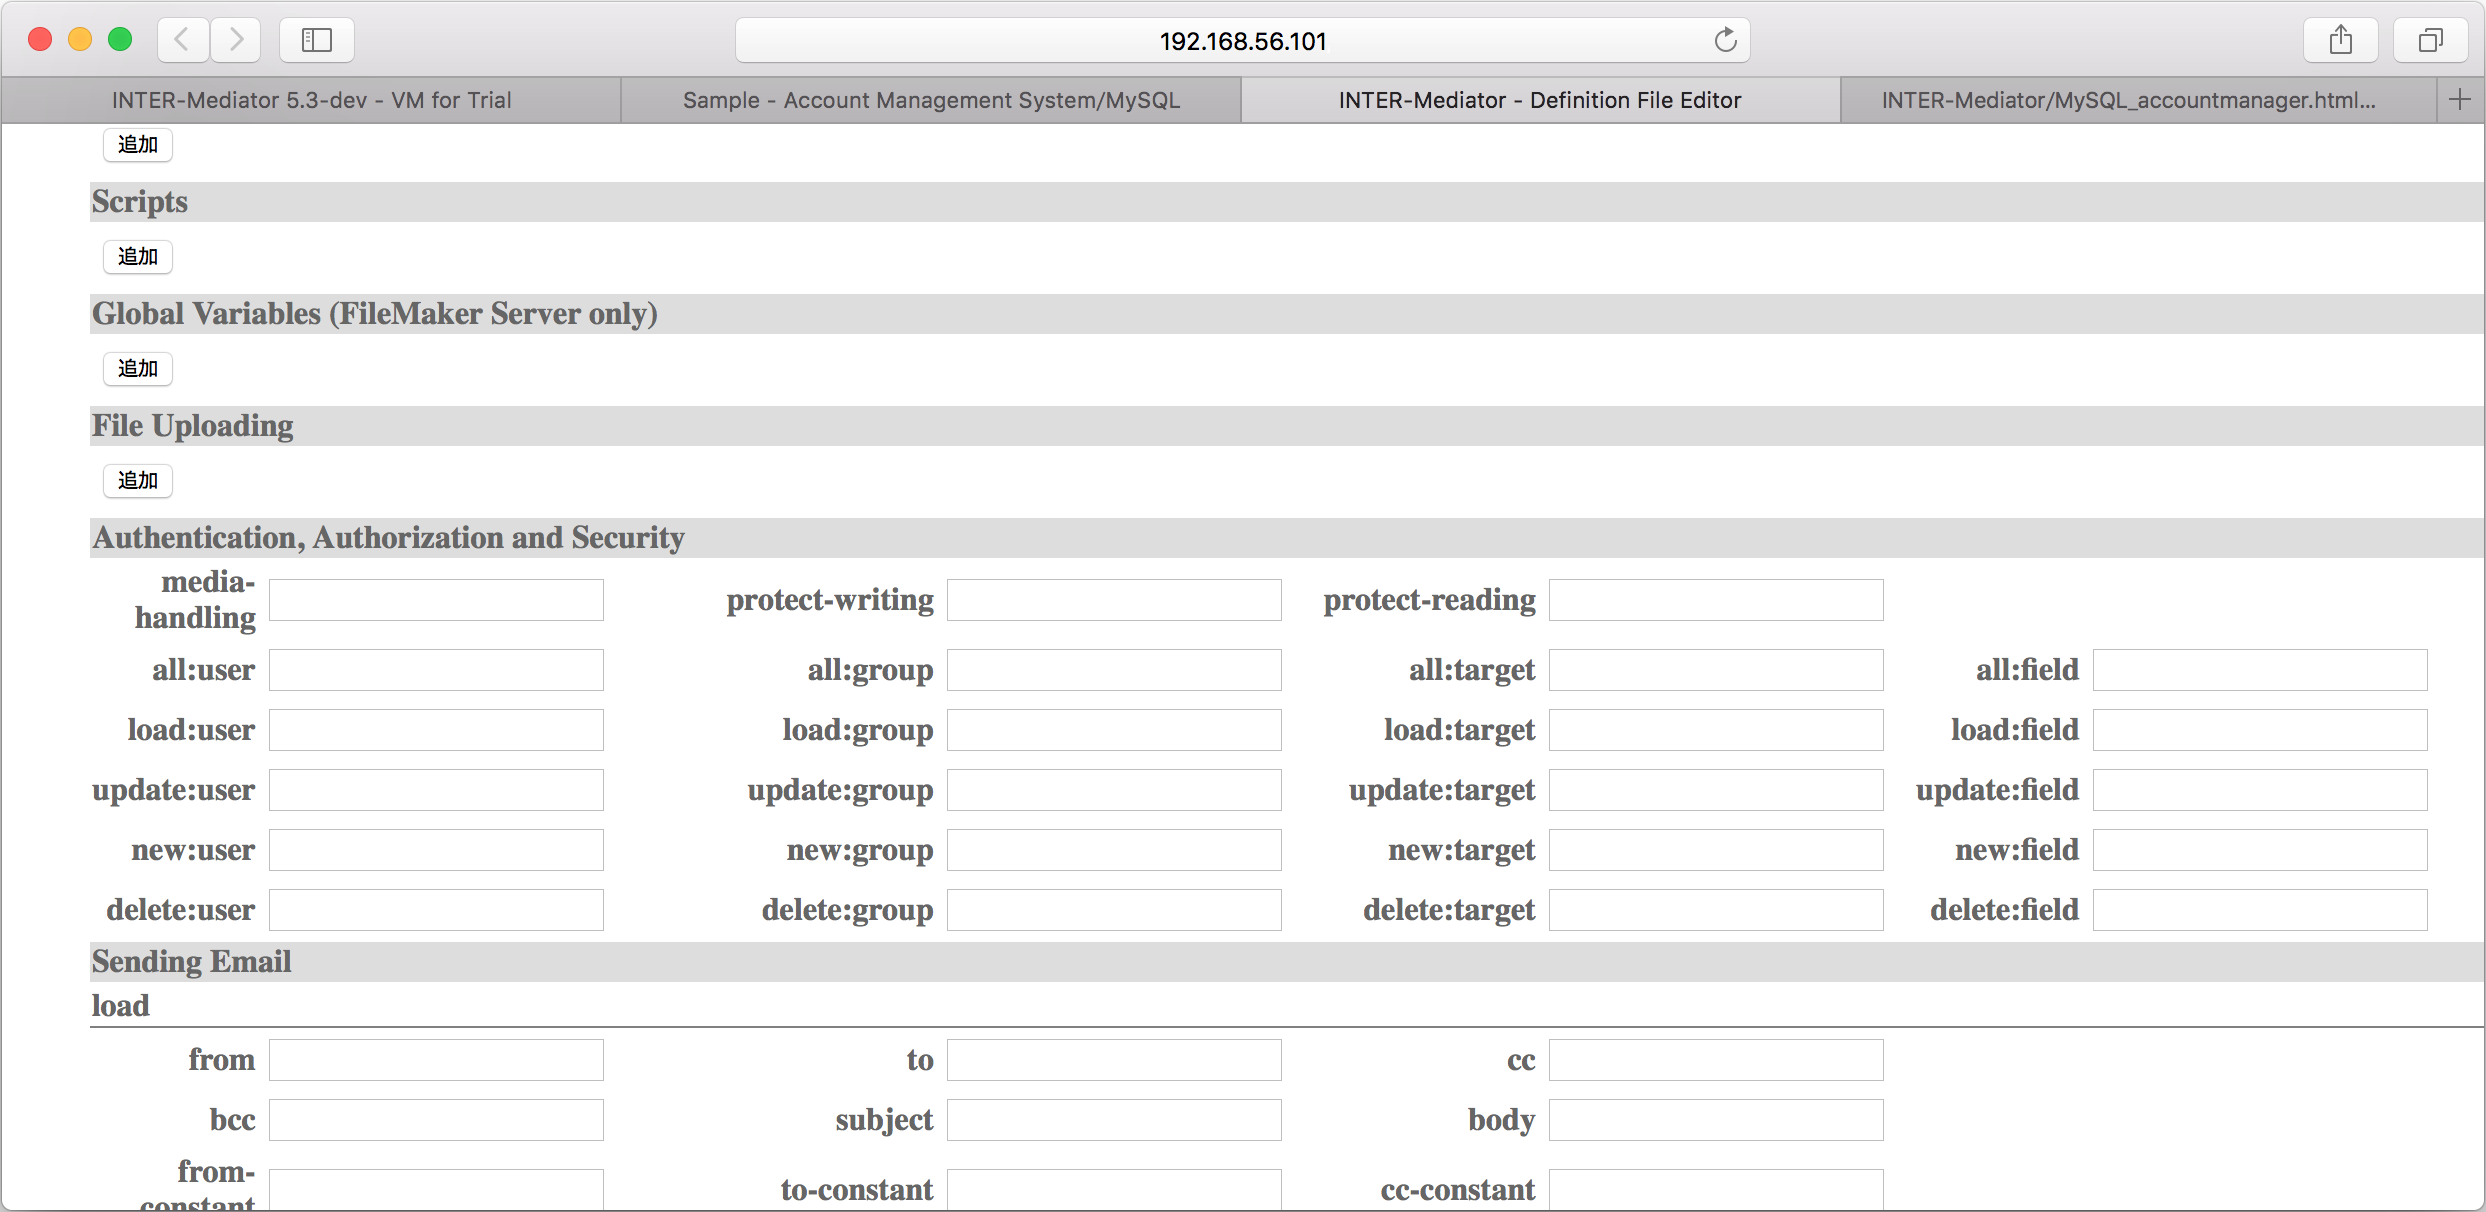 192.168.56.101
INTER-Mediator 5.3-dev - VM for Trial
Sample - Account Management System/MySQL
INTER-Mediator - Definition File Editor
INTER-Mediator/MySQL_accountmanager.html...
追加
Scripts
追加
Global Variables (FileMaker Server only)
追加
File Uploading
追加
Authentication, Authorization and Security
media-
handling
protect-writing
protect-reading
all:user
all:group
all:target
all:field
load:user
load:group
load:target
load:field
update:user
update:group
update:target
update:field
new:user
new:group
new:target
new:field
delete:user
delete:group
delete:target
delete:field
Sending Email
load
from
to
cc
bcc
subject
body
from-
constant
to-constant
cc-constant